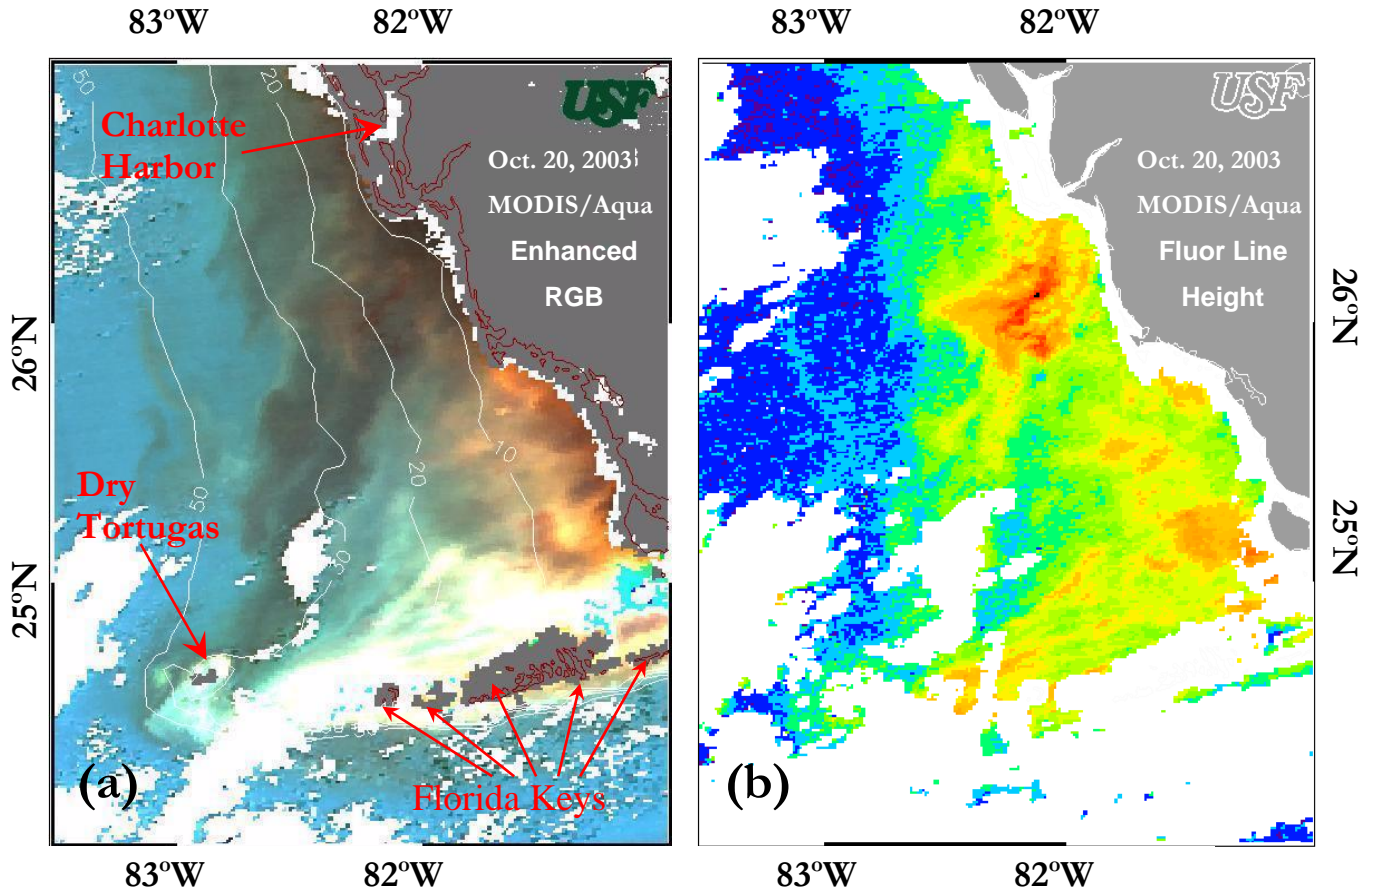 83°W
82°W
83°W
82°W
50
20
Charlotte
Harbor
USF
Oct. 20, 2003
MODIS/Aqua
Enhanced
RGB
USF
Oct. 20, 2003
MODIS/Aqua
Fluor Line
Height
26°N
26°N
10
20
50
Dry
Tortugas
30
25°N
25°N
(a)
Florida Keys
(b)
83°W
82°W
83°W
82°W